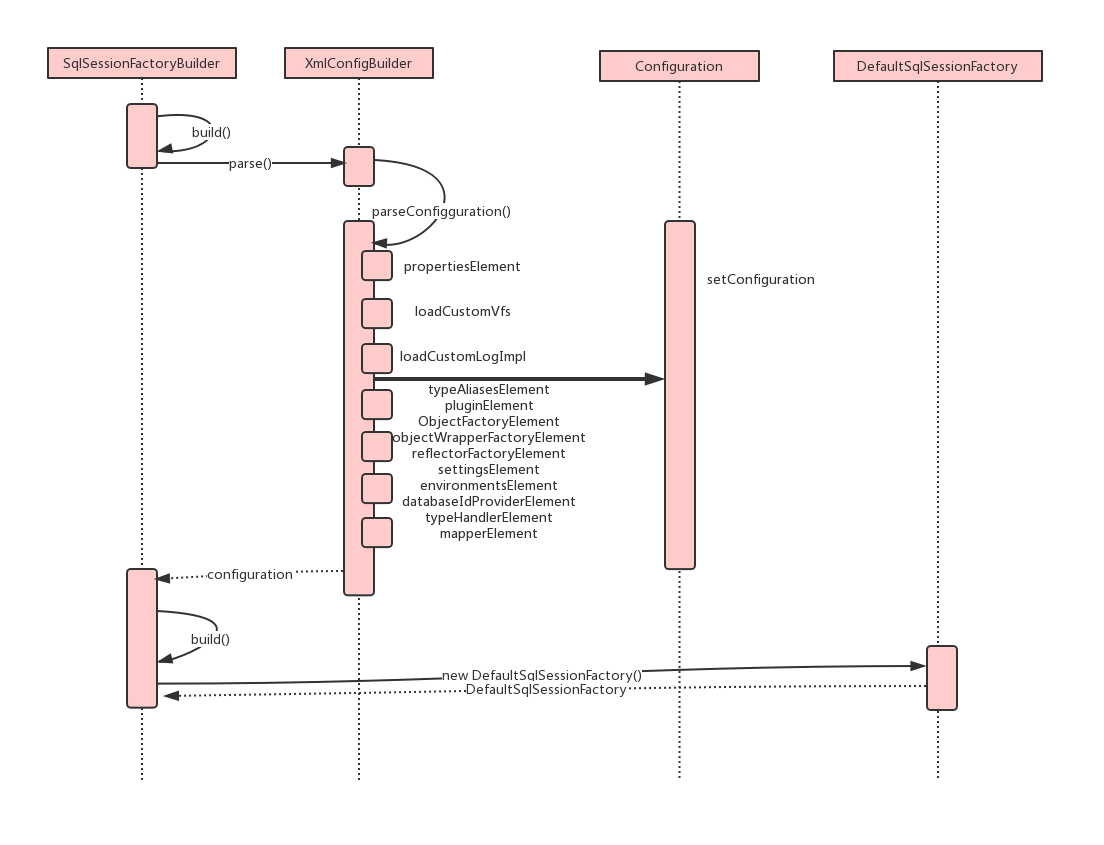 SqlSessionFactoryBuilder
XmlConfigBuilder
Configuration
DefaultSqlSessionFactory
build()
parse()
parseConfigguration()
propertiesElement
setConfiguration
loadCustomVfs
loadCustomLogImpl
typeAliasesElement
pluginElement
ObjectFactoryElement
objectWrapperFactoryElement
reflectorFactoryElement
settingsElement
environmentsElement
databaseIdProviderElement
typeHandlerElement
mapperElement
configuration
build()
new DefaultSqlSessionFactory()
DefaultSqlSessionFactory